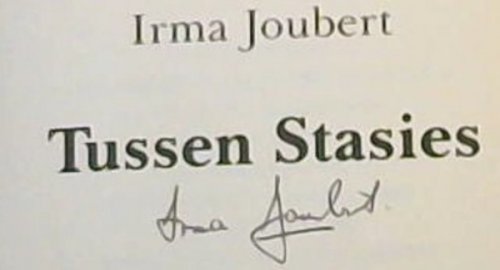 Irma Joubert
Tussen Stasies
Irma Joubert.